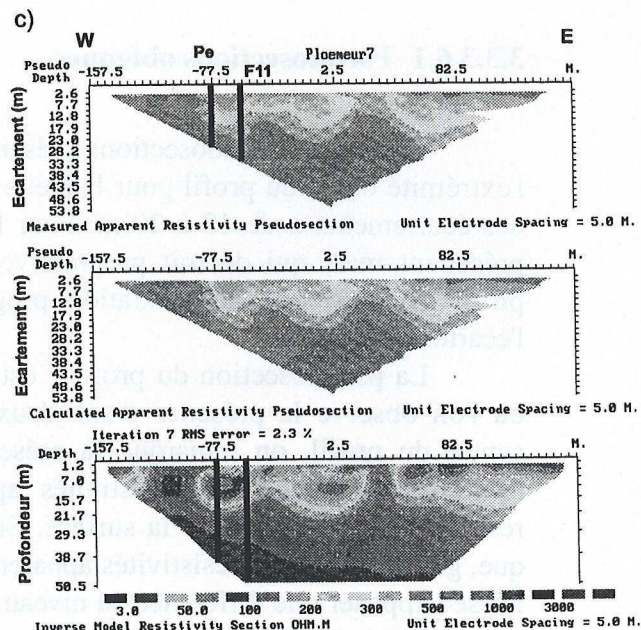 c)
W Pe Ploemeur7 E
Pseudo Depth -157.5 -77.5 F11 2.5 82.5 M.
Ecartement (m)
2.6
7.7
12.8
17.9
23.0
28.2
33.3
38.4
43.5
48.6
53.8
Measured Apparent Resistivity Pseudosection Unit Electrode Spacing = 5.0 M.
Pseudo Depth -157.5 -77.5 2.5 82.5 M.
Ecartement (m)
2.6
7.7
12.8
17.9
23.0
28.2
33.3
38.4
43.5
48.6
53.8
Calculated Apparent Resistivity Pseudosection Unit Electrode Spacing = 5.0 M.
Iteration 7 RMS error = 2.3 %
Depth -157.5 -77.5 2.5 82.5 M.
Profondeur (m)
1.2
7.0
15.7
29.3
38.7
50.5
3.0 50.0 100 200 300 500 1000 3000
Inverse Model Resistivity Section OHM.M Unit Electrode Spacing = 5.0 M.